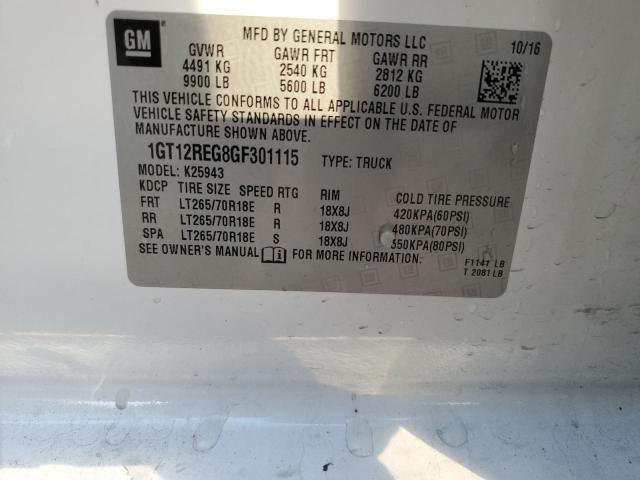 GM
MFD BY GENERAL MOTORS LLC
10/16
GVWR GAWR FRT GAWR RR
4491 KG 2540 KG 2812 KG
9900 LB 5600 LB 6200 LB
THIS VEHICLE CONFORMS TO ALL APPLICABLE U.S. FEDERAL MOTOR
VEHICLE SAFETY STANDARDS IN EFFECT ON THE DATE OF
MANUFACTURE SHOWN ABOVE.
1GT12REG8GF301115 TYPE: TRUCK
MODEL: K25943
KDCP TIRE SIZE SPEED RTG RIM COLD TIRE PRESSURE
FRT LT265/70R18E R 18X8J 420KPA(60PSI)
RR LT265/70R18E R 18X8J 480KPA(70PSI)
SPA LT265/70R18E S 18X8J 550KPA(80PSI)
SEE OWNER'S MANUAL FOR MORE INFORMATION.
F1141 LB
T 2081 LB